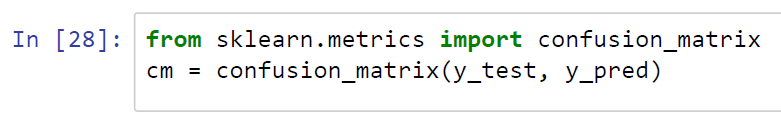 In [28]: from sklearn.metrics import confusion_matrix
cm = confusion_matrix(y_test, y_pred)